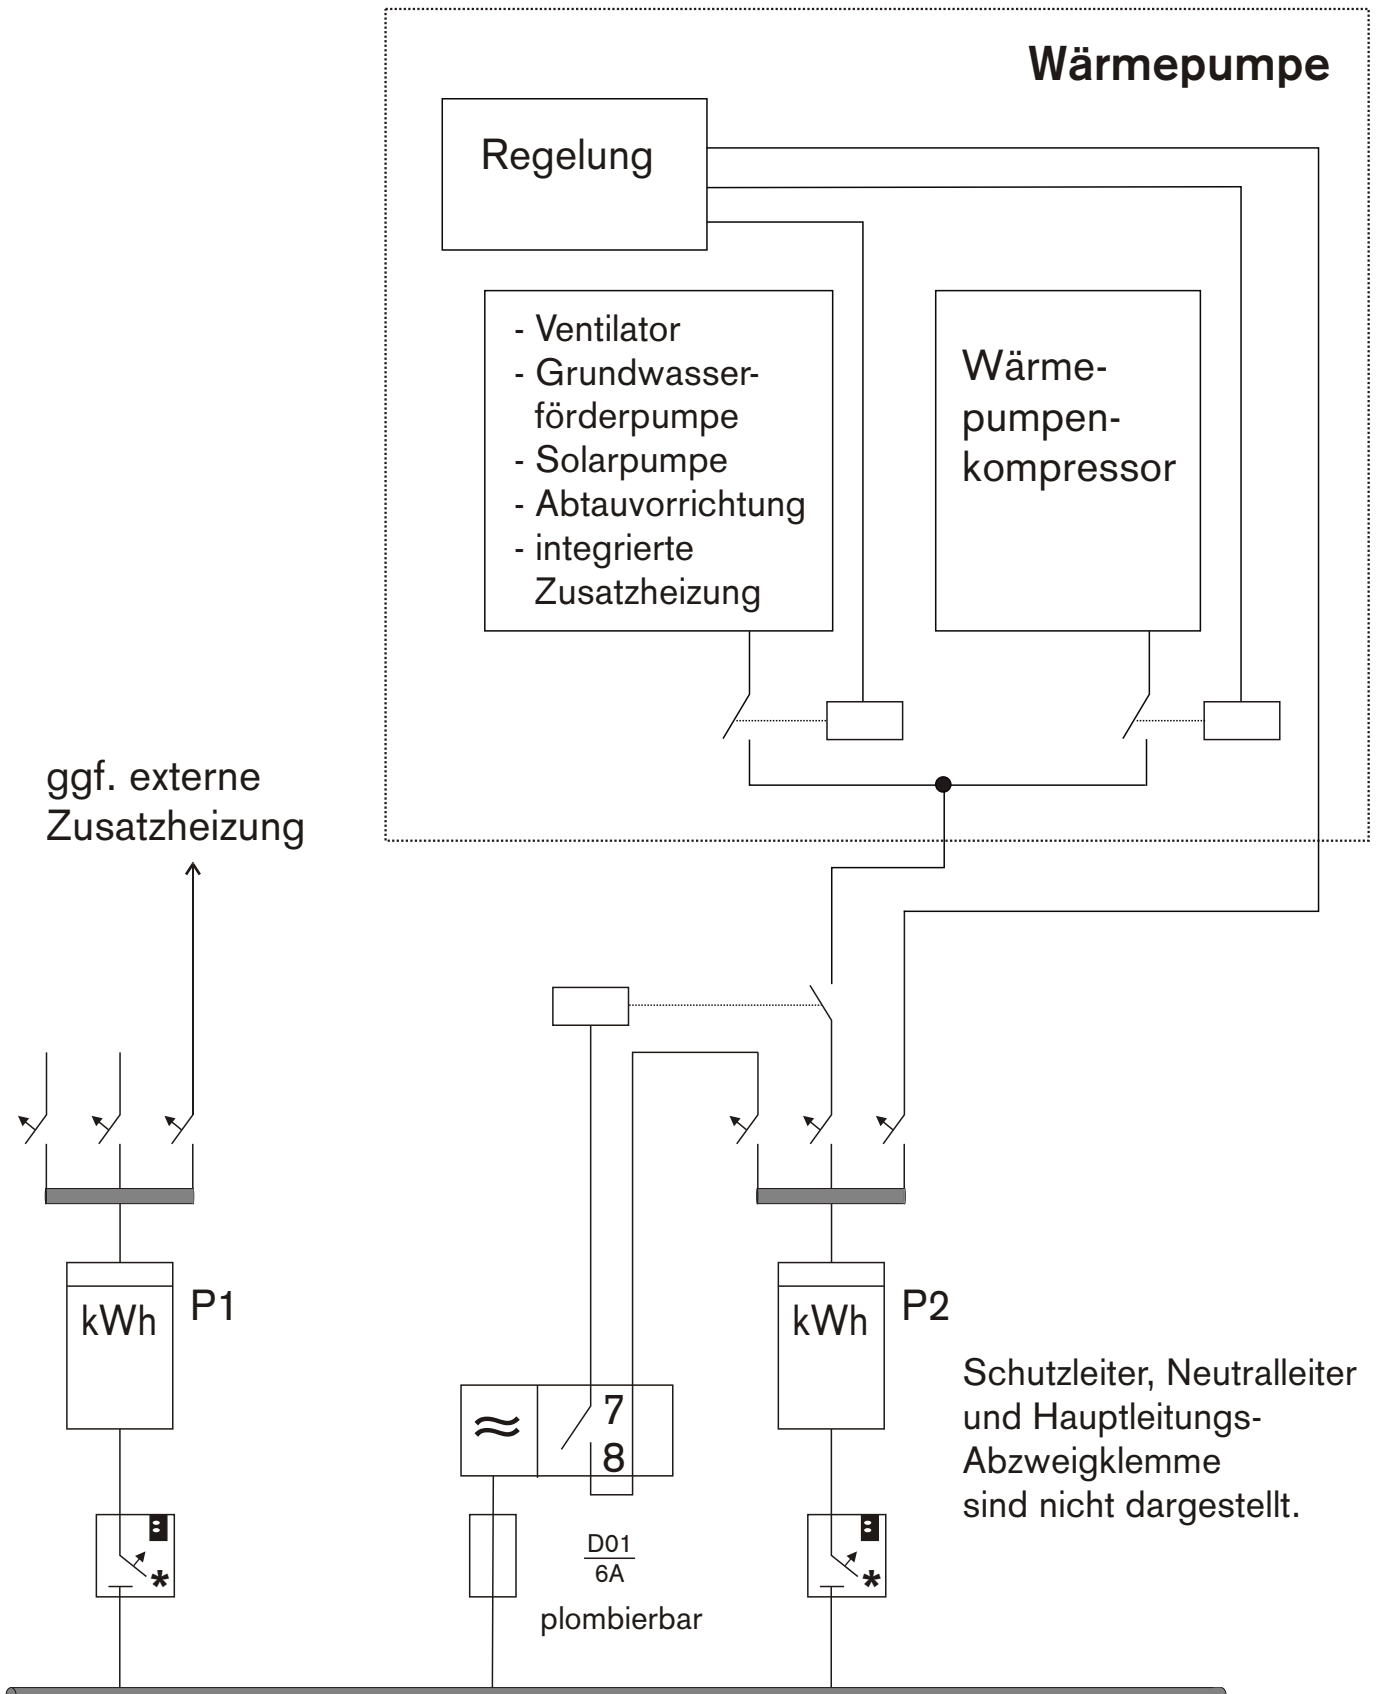 Wärmepumpe
Regelung
- Ventilator
- Grundwasser-
förderpumpe
- Solarpumpe
- Abtauvorrichtung
- integrierte
Zusatzheizung
Wärme-
pumpen-
kompressor
ggf. externe
Zusatzheizung
kWh
P1
kWh
P2
≈
7
8
Schutzleiter, Neutralleiter
und Hauptleitungs-
Abzweigklemme
sind nicht dargestellt.
*
D01
6A
plombierbar
*